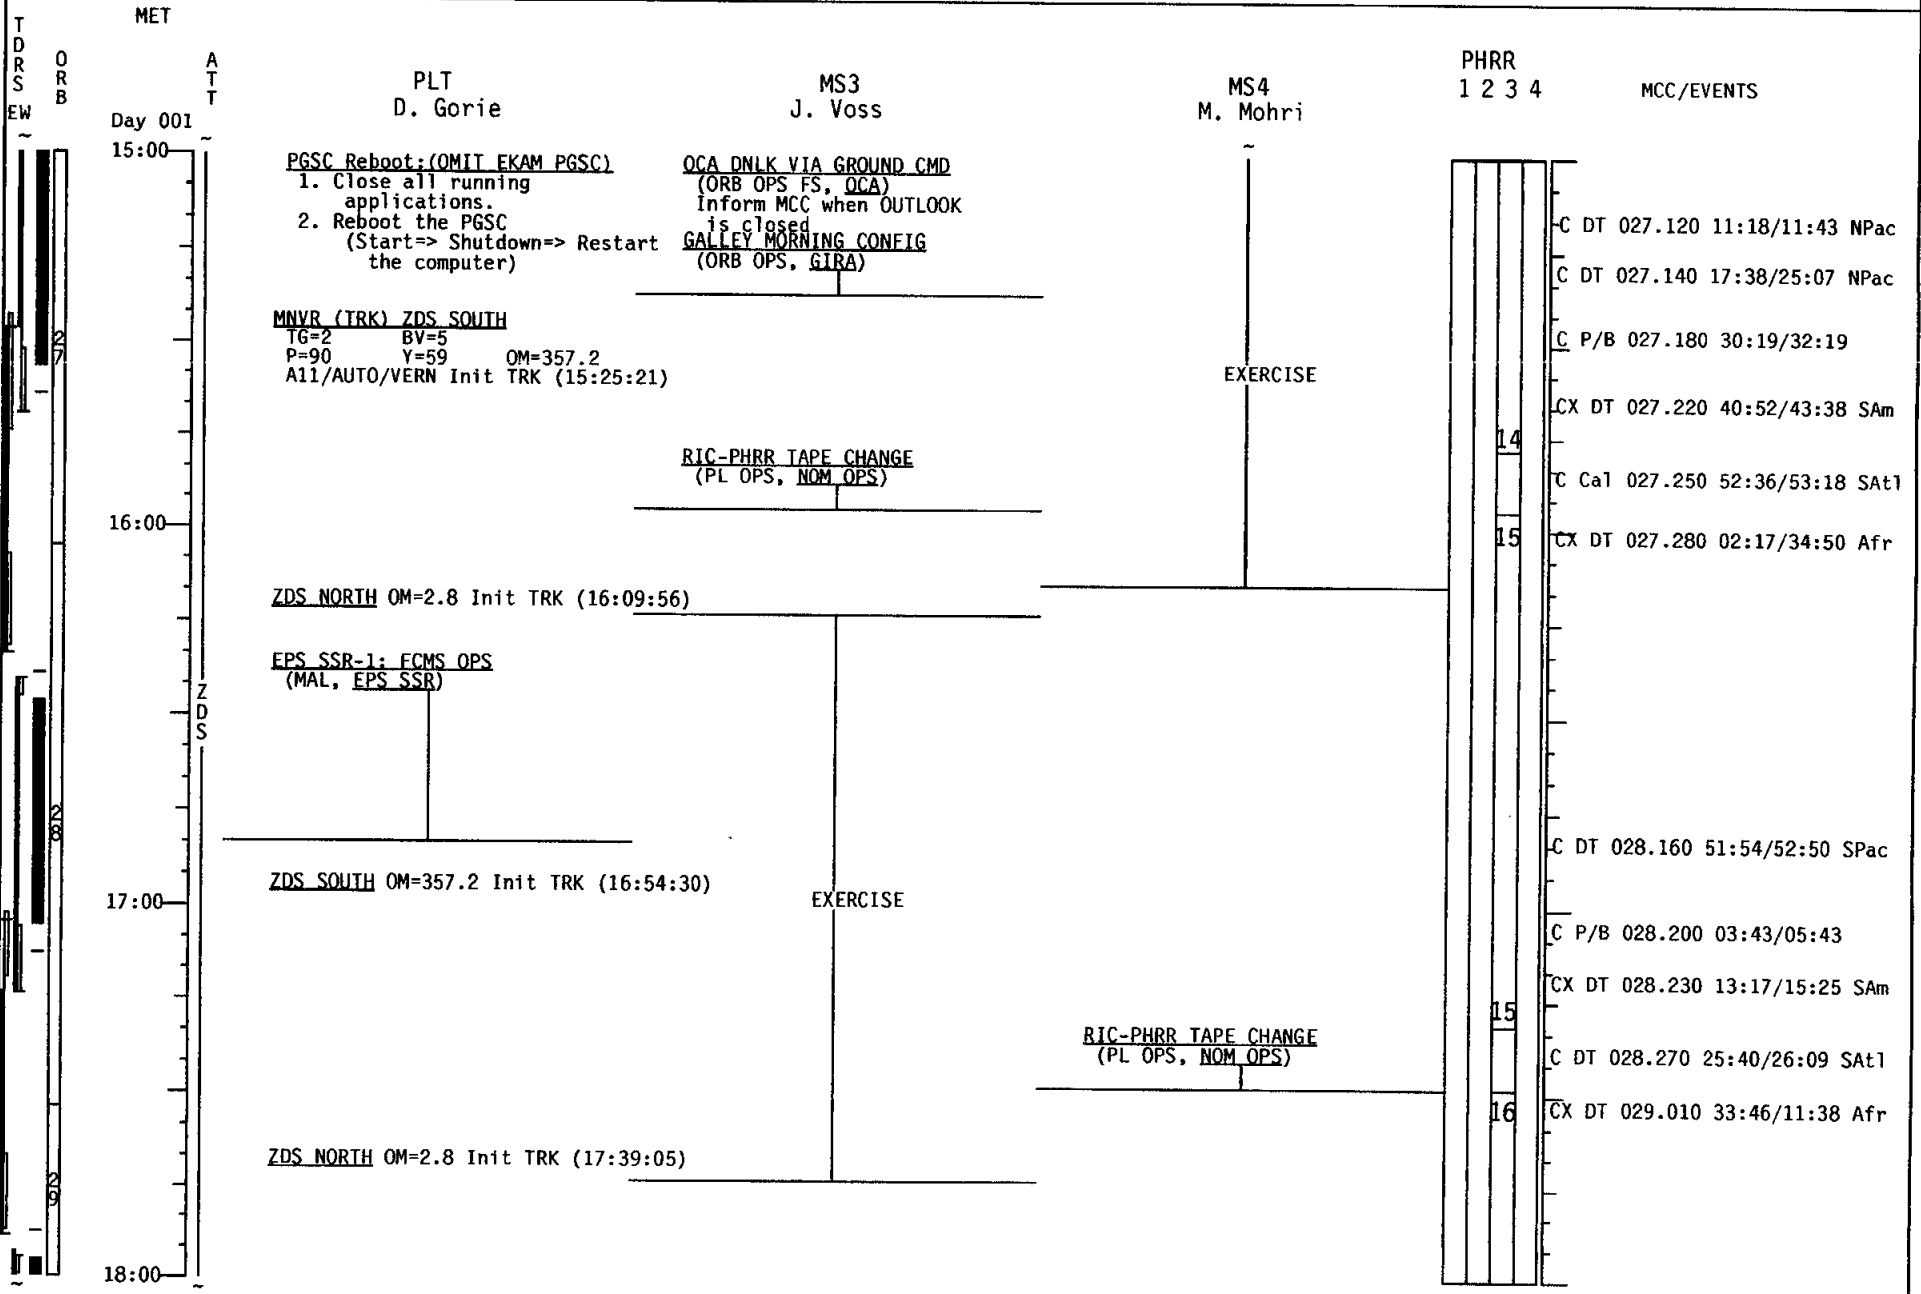 MET
TDRS
ORB
ATT
EW
PLT
D. Gorie
MS3
J. Voss
MS4
M. Mohri
PHRR
1 2 3 4
MCC/EVENTS
Day 001
15:00
PGSC Reboot:(OMIT EKAM PGSC)
1. Close all running
applications.
2. Reboot the PGSC
(Start=> Shutdown=> Restart
the computer)
MNVR (TRK) ZDS SOUTH
TG=2 BV=5
P=90 Y=59 OM=357.2
A11/AUTO/VERN Init TRK (15:25:21)
OCA DNLK VIA GROUND CMD
(ORB OPS FS, OCA)
Inform MCC when OUTLOOK
is closed
GALLEY MORNING CONFIG
(ORB OPS, GIRA)
RIC-PHRR TAPE CHANGE
(PL OPS, NOM OPS)
EXERCISE
27
14
15
C DT 027.120 11:18/11:43 NPac
C DT 027.140 17:38/25:07 NPac
C P/B 027.180 30:19/32:19
CX DT 027.220 40:52/43:38 SAm
C Cal 027.250 52:36/53:18 SAtl
CX DT 027.280 02:17/34:50 Afr
16:00
ZDS NORTH OM=2.8 Init TRK (16:09:56)
EPS SSR-1: FCMS OPS
(MAL, EPS SSR)
ZDS
28
ZDS SOUTH OM=357.2 Init TRK (16:54:30)
17:00
EXERCISE
C DT 028.160 51:54/52:50 SPac
C P/B 028.200 03:43/05:43
CX DT 028.230 13:17/15:25 SAm
C DT 028.270 25:40/26:09 SAtl
CX DT 029.010 33:46/11:38 Afr
RIC-PHRR TAPE CHANGE
(PL OPS, NOM OPS)
15
16
ZDS NORTH OM=2.8 Init TRK (17:39:05)
29
18:00